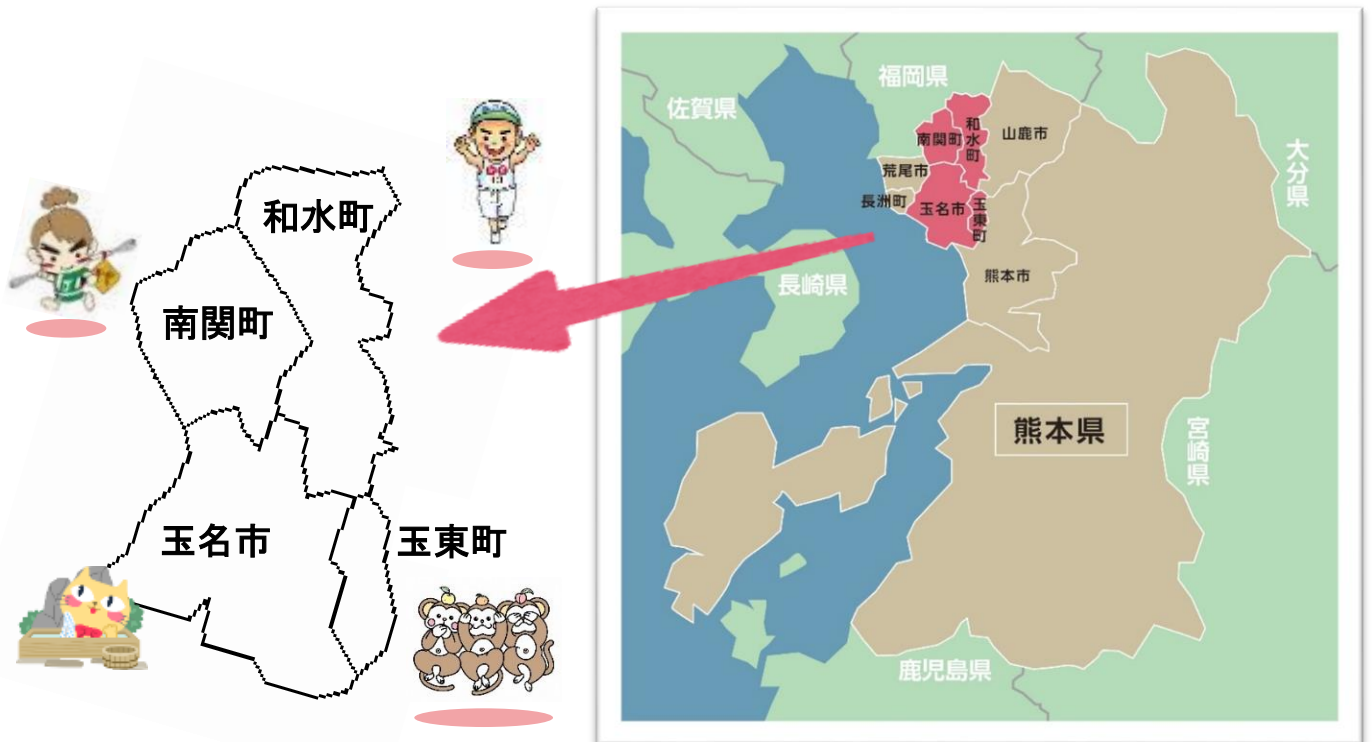 和水町
南関町
玉名市
玉東町
福岡県
佐賀県
和水町
南関町
山鹿市
荒尾市
長洲町
玉名市
玉東町
大分県
長崎県
熊本市
熊本県
宮崎県
鹿児島県